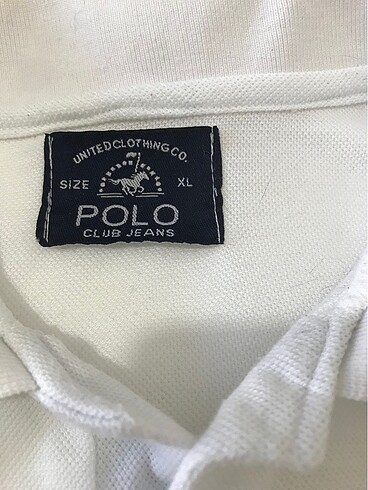 UNITED CLOTHING CO.
SIZE XL
POLO
CLUB JEANS